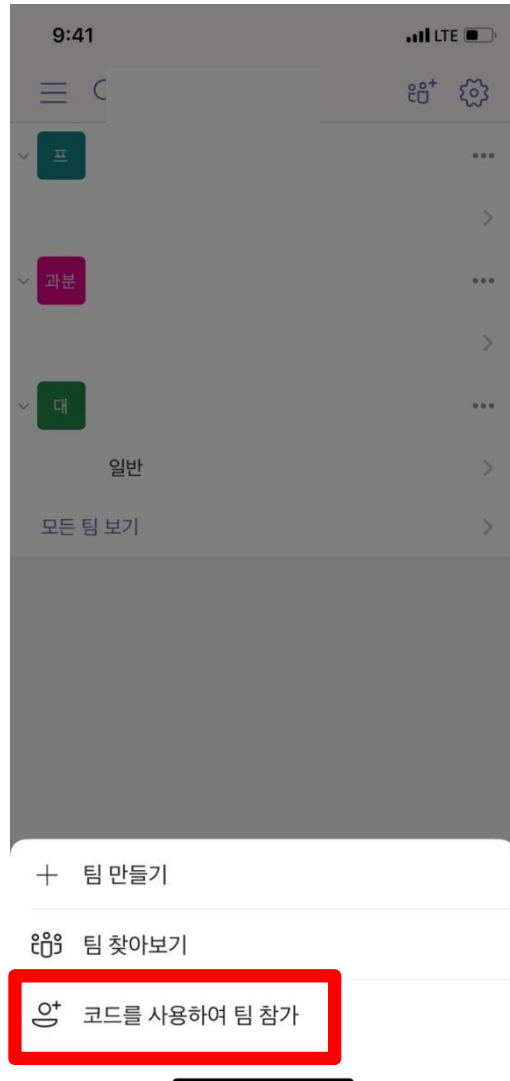 9:41
LTE
프
과분
대
일반
모든 팀 보기
팀 만들기
팀 찾아보기
코드를 사용하여 팀 참가